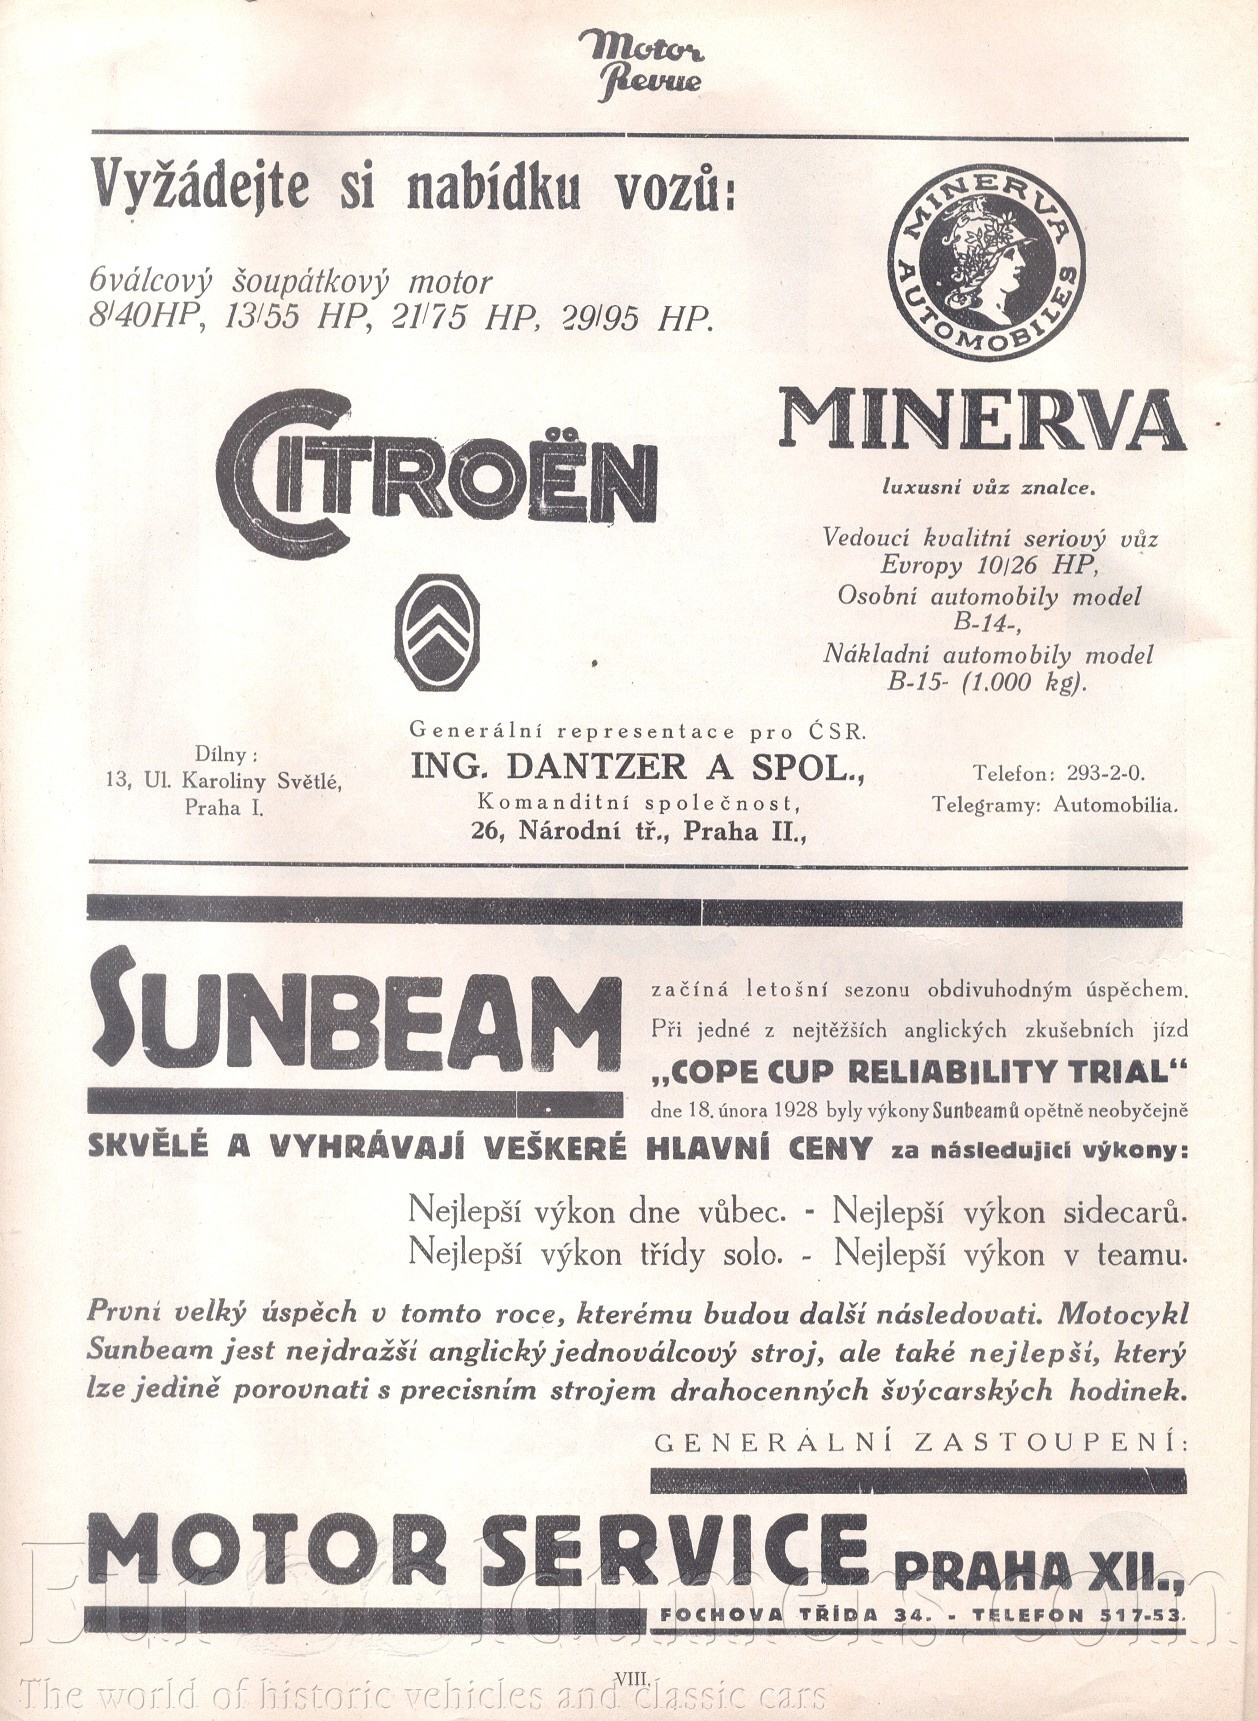 Motor
Revue
Vyžádejte si nabídku vozů:
6válcový šoupátkový motor
8/40HP, 13/55 HP, 21/75 HP, 29/95 HP.
MINERVA
AUTOMOBILES
CITROËN
MINERVA
luxusní vůz znalce.
Vedoucí kvalitní seriový vůz
Evropy 10/26 HP,
Osobní automobily model
B-14-,
Nákladní automobily model
B-15- (1.000 kg).
Dílny:
13, Ul. Karoliny Světlé,
Praha I.
Generální representace pro ČSR.
ING. DANTZER A SPOL.,
Komanditní společnost,
26, Národní tř., Praha II.,
Telefon: 293-2-0.
Telegramy: Automobilia.
SUNBEAM
začíná letošní sezonu obdivuhodným úspěchem.
Při jedné z nejtěžších anglických zkušebních jízd
„COPE CUP RELIABILITY TRIAL“
dne 18. února 1928 byly výkony Sunbeamů opětně neobyčejně
SKVĚLÉ A VYHRÁVAJÍ VEŠKERÉ HLAVNÍ CENY za následující výkony:
Nejlepší výkon dne vůbec. - Nejlepší výkon sidecarů.
Nejlepší výkon třídy solo. - Nejlepší výkon v teamu.
První velký úspěch v tomto roce, kterému budou další následovati. Motocykl
Sunbeam jest nejdražší anglický jednoválcový stroj, ale také nejlepší, který
lze jedině porovnati s precisním strojem drahocenných švýcarských hodinek.
GENERÁLNÍ ZASTOUPENÍ:
MOTOR SERVICE PRAHA XII.,
FOCHOVA TŘÍDA 34. - TELEFON 517-53.
VIII.
The world of historic vehicles and classic cars